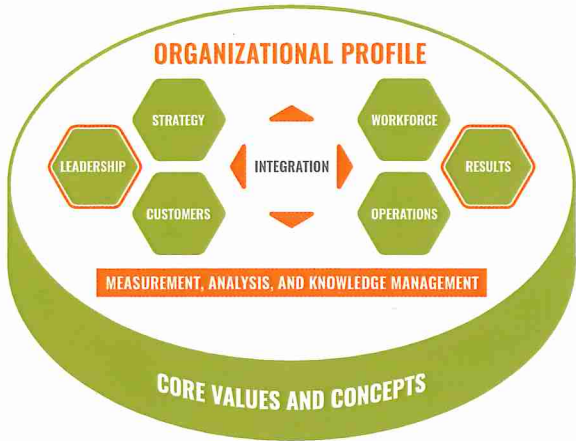 ORGANIZATIONAL PROFILE
STRATEGY
WORKFORCE
LEADERSHIP
INTEGRATION
RESULTS
CUSTOMERS
OPERATIONS
MEASUREMENT, ANALYSIS, AND KNOWLEDGE MANAGEMENT
CORE VALUES AND CONCEPTS